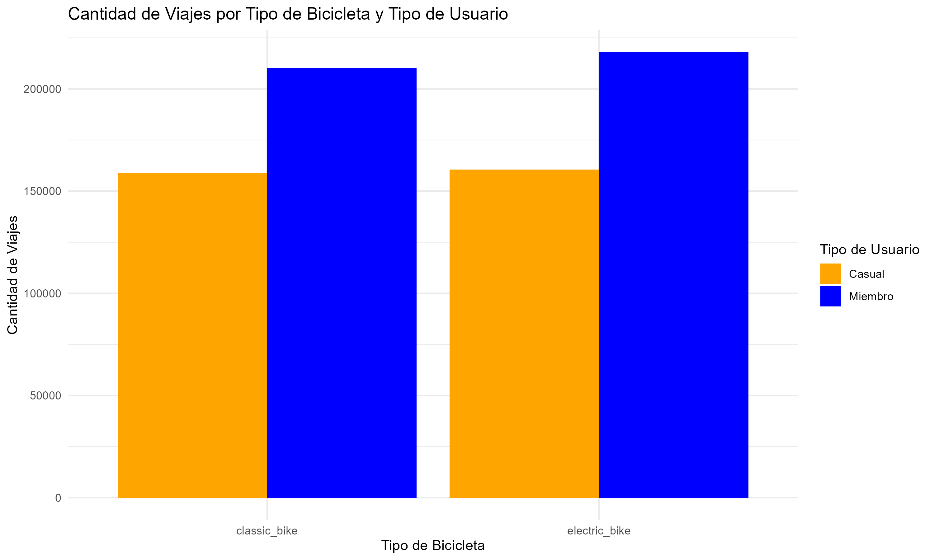 Cantidad de Viajes por Tipo de Bicicleta y Tipo de Usuario
Cantidad de Viajes
200000
150000
100000
50000
0
classic_bike
electric_bike
Tipo de Bicicleta
Tipo de Usuario
Casual
Miembro